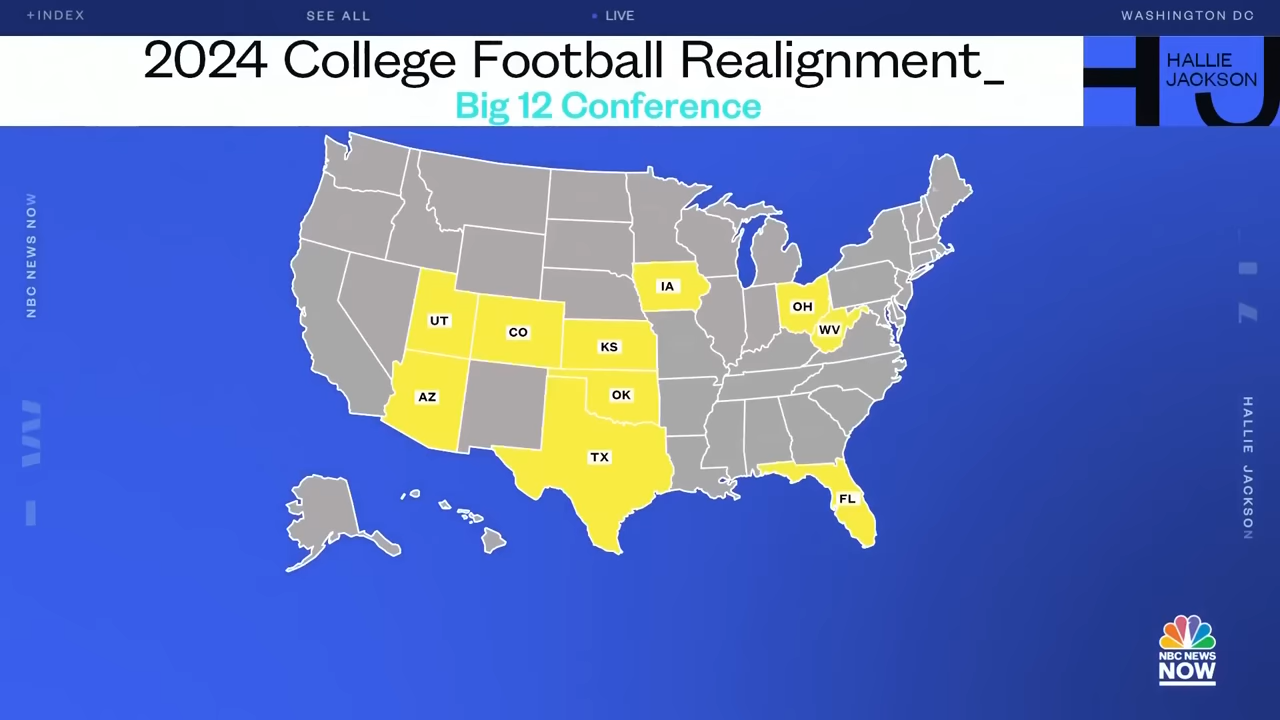 +INDEX
SEE ALL
LIVE
WASHINGTON DC
2024 College Football Realignment_
Big 12 Conference
HALLIE
JACKSON
HJ
NBC NEWS NOW
IA
OH
UT
CO
WV
KS
AZ
OK
TX
FL
HALLIE JACKSON
NBC NEWS
NOW